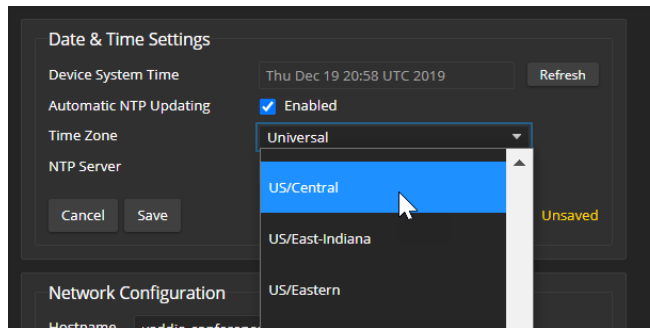 Date & Time Settings
Device System Time Thu Dec 19 20:58 UTC 2019 Refresh
Automatic NTP Updating Enabled
Time Zone Universal
NTP Server
US/Central
Cancel Save Unsaved
US/East-Indiana
Network Configuration
US/Eastern
Hostname